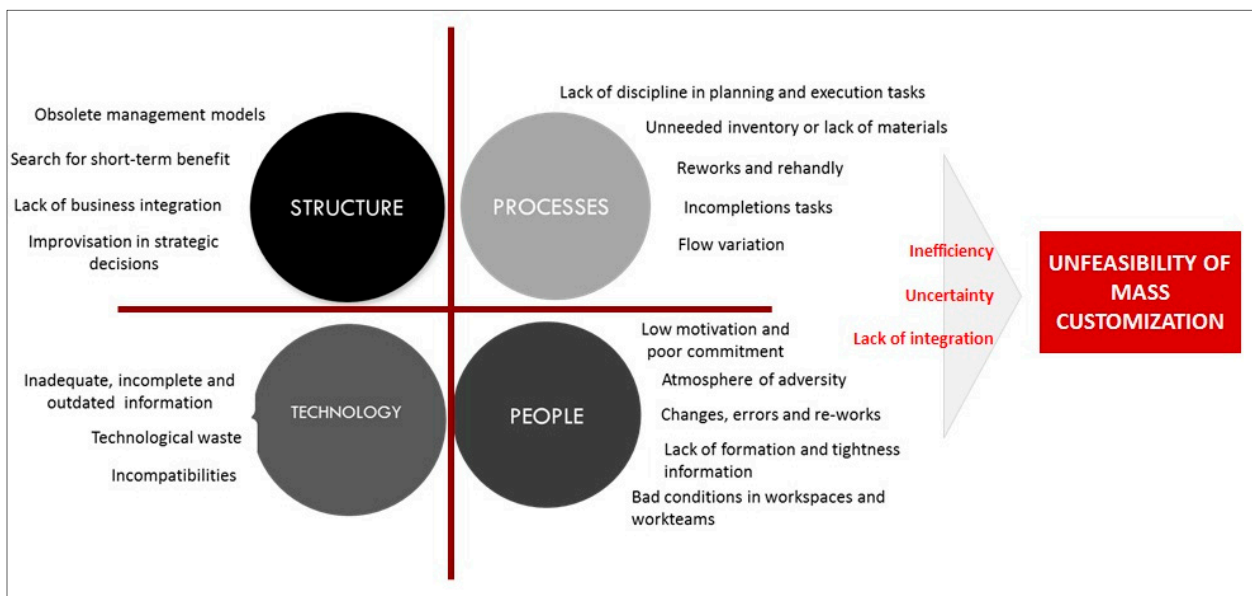 Obsolete management models
Search for short-term benefit
Lack of business integration
Improvisation in strategic
decisions
STRUCTURE
Lack of discipline in planning and execution tasks
Unneeded inventory or lack of materials
Reworks and rehandly
Incompletions tasks
Flow variation
PROCESSES
Inadequate, incomplete and
outdated information
Technological waste
Incompatibilities
TECHNOLOGY
Low motivation and
poor commitment
Atmosphere of adversity
Changes, errors and re-works
Lack of formation and tightness
information
Bad conditions in workspaces and
workteams
PEOPLE
Inefficiency
Uncertainty
Lack of integration
UNFEASIBILITY OF
MASS
CUSTOMIZATION